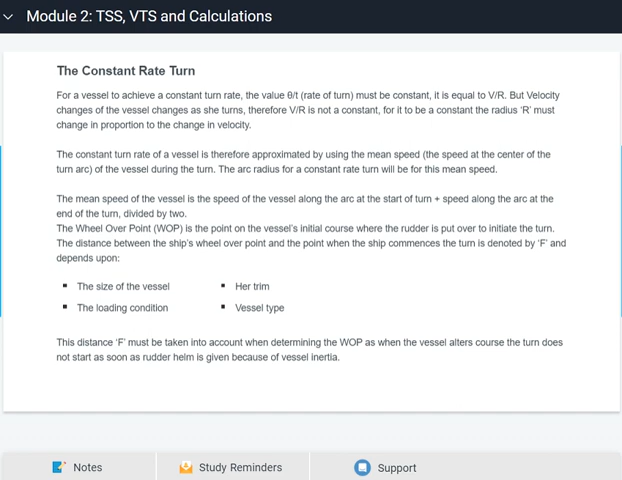 Module 2: TSS, VTS and Calculations
The Constant Rate Turn
For a vessel to achieve a constant turn rate, the value θ/t (rate of turn) must be constant, it is equal to V/R. But Velocity
changes of the vessel changes as she turns, therefore V/R is not a constant, for it to be a constant the radius 'R' must
change in proportion to the change in velocity.
The constant turn rate of a vessel is therefore approximated by using the mean speed (the speed at the center of the
turn arc) of the vessel during the turn. The arc radius for a constant rate turn will be for this mean speed.
The mean speed of the vessel is the speed of the vessel along the arc at the start of turn + speed along the arc at the
end of the turn, divided by two.
The Wheel Over Point (WOP) is the point on the vessel's initial course where the rudder is put over to initiate the turn.
The distance between the ship's wheel over point and the point when the ship commences the turn is denoted by 'F' and
depends upon:
▪ The size of the vessel
▪ Her trim
▪ The loading condition
▪ Vessel type
This distance 'F' must be taken into account when determining the WOP as when the vessel alters course the turn does
not start as soon as rudder helm is given because of vessel inertia.
Notes
Study Reminders
Support